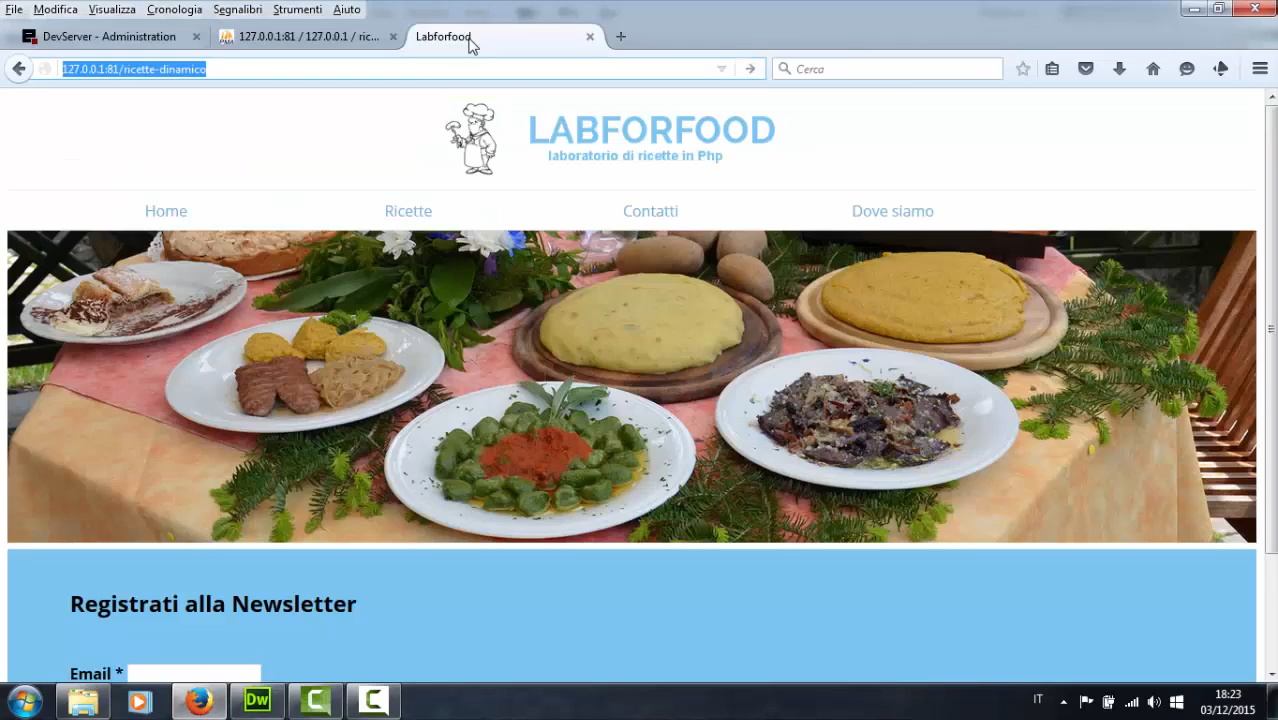 File Modifica Visualizza Cronologia Segnalibri Strumenti Aiuto
DevServer - Administration
127.0.0.1:81 / 127.0.0.1 / ric...
Labforfood
127.0.0.1:81/ricette-dinamico
Cerca
LABFORFOOD
laboratorio di ricette in Php
Home Ricette Contatti Dove siamo
Registrati alla Newsletter
Email *
Dw
IT
18:23
03/12/2015